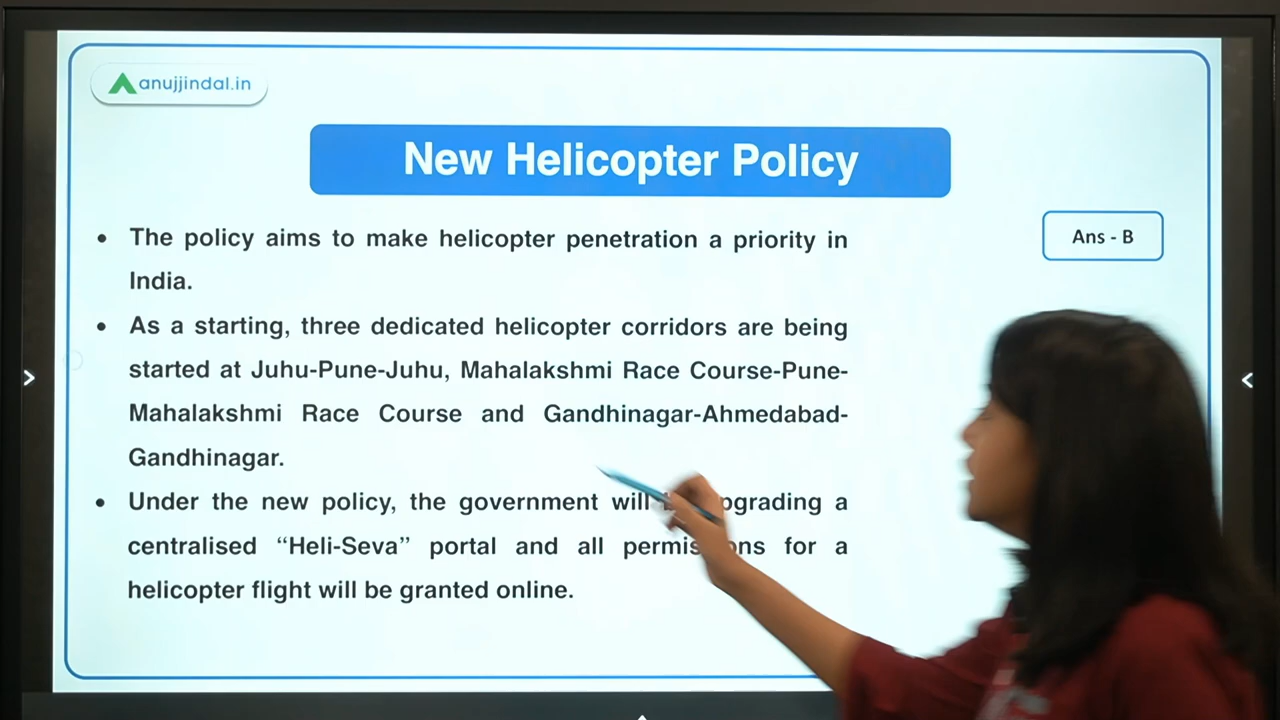 anujjindal.in
New Helicopter Policy
• The policy aims to make helicopter penetration a priority in
India.
Ans - B
• As a starting, three dedicated helicopter corridors are being
started at Juhu-Pune-Juhu, Mahalakshmi Race Course-Pune-
Mahalakshmi Race Course and Gandhinagar-Ahmedabad-
Gandhinagar.
• Under the new policy, the government will upgrading a
centralised “Heli-Seva” portal and all permissions for a
helicopter flight will be granted online.